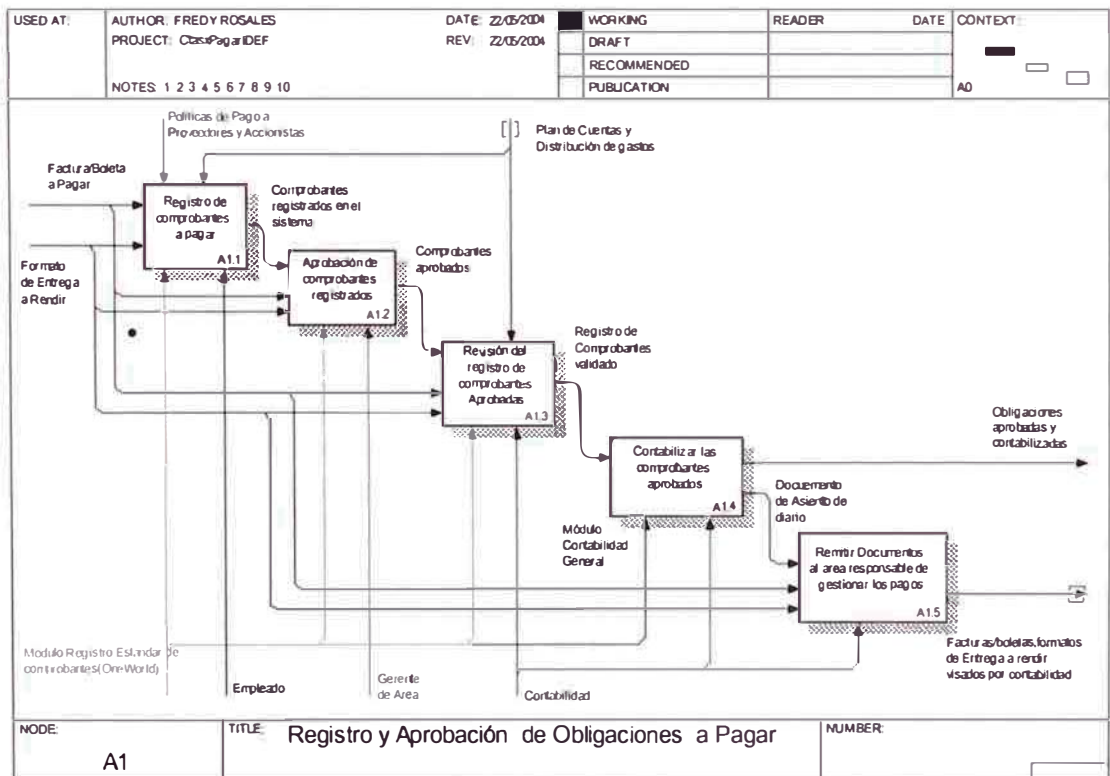 USED AT:
AUTHOR: FREDY ROSALES
DATE: 22/05/2004
PROJECT: CtasxPagarIDEF
REV: 22/05/2004
NOTES: 1 2 3 4 5 6 7 8 9 10
WORKING
DRAFT
RECOMMENDED
PUBLICATION
READER
DATE
CONTEXT:
A0
Políticas de Pago a
Proveedores y Accionistas
Plan de Cuentas y
Distribución de gastos
Factura/Boleta
a Pagar
Registro de
comprobantes
a pagar
A1.1
Comprobantes
registrados en el
sistema
Formato
de Entrega
a Rendir
Aprobación de
comprobantes
registrados
A1.2
Comprobantes
aprobados
Revisión del
registro de
comprobantes
Aprobadas
A1.3
Registro de
Comprobantes
validado
Contabilizar las
comprobantes
aprobados
A1.4
Obligaciones
aprobadas y
contabilizadas
Docuemento
de Asiento de
diario
Módulo
Contabilidad
General
Remitir Documentos
al area responsable de
gestionar los pagos
A1.5
Facturas/boletas,formatos
de Entrega a rendir
visados por contabilidad
Modulo Registro Estandar de
comprobantes(OneWorld)
Empleado
Gerente
de Area
Contabilidad
NODE:
A1
TITLE:
Registro y Aprobación de Obligaciones a Pagar
NUMBER: